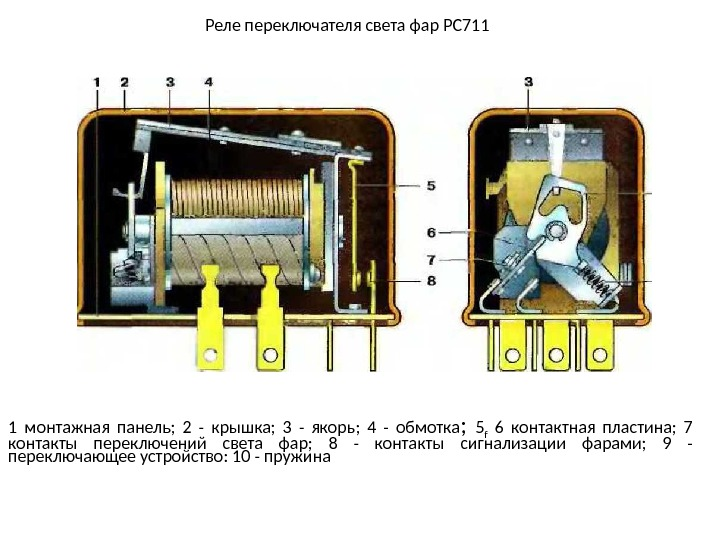 Реле переключателя света фар РС711
1 2 3 4 3
5
6
7
8
1 монтажная панель; 2 - крышка; 3 - якорь; 4 - обмотка; 5, 6 контактная пластина; 7
контакты переключений света фар; 8 - контакты сигнализации фарами; 9 -
переключающее устройство: 10 - пружина